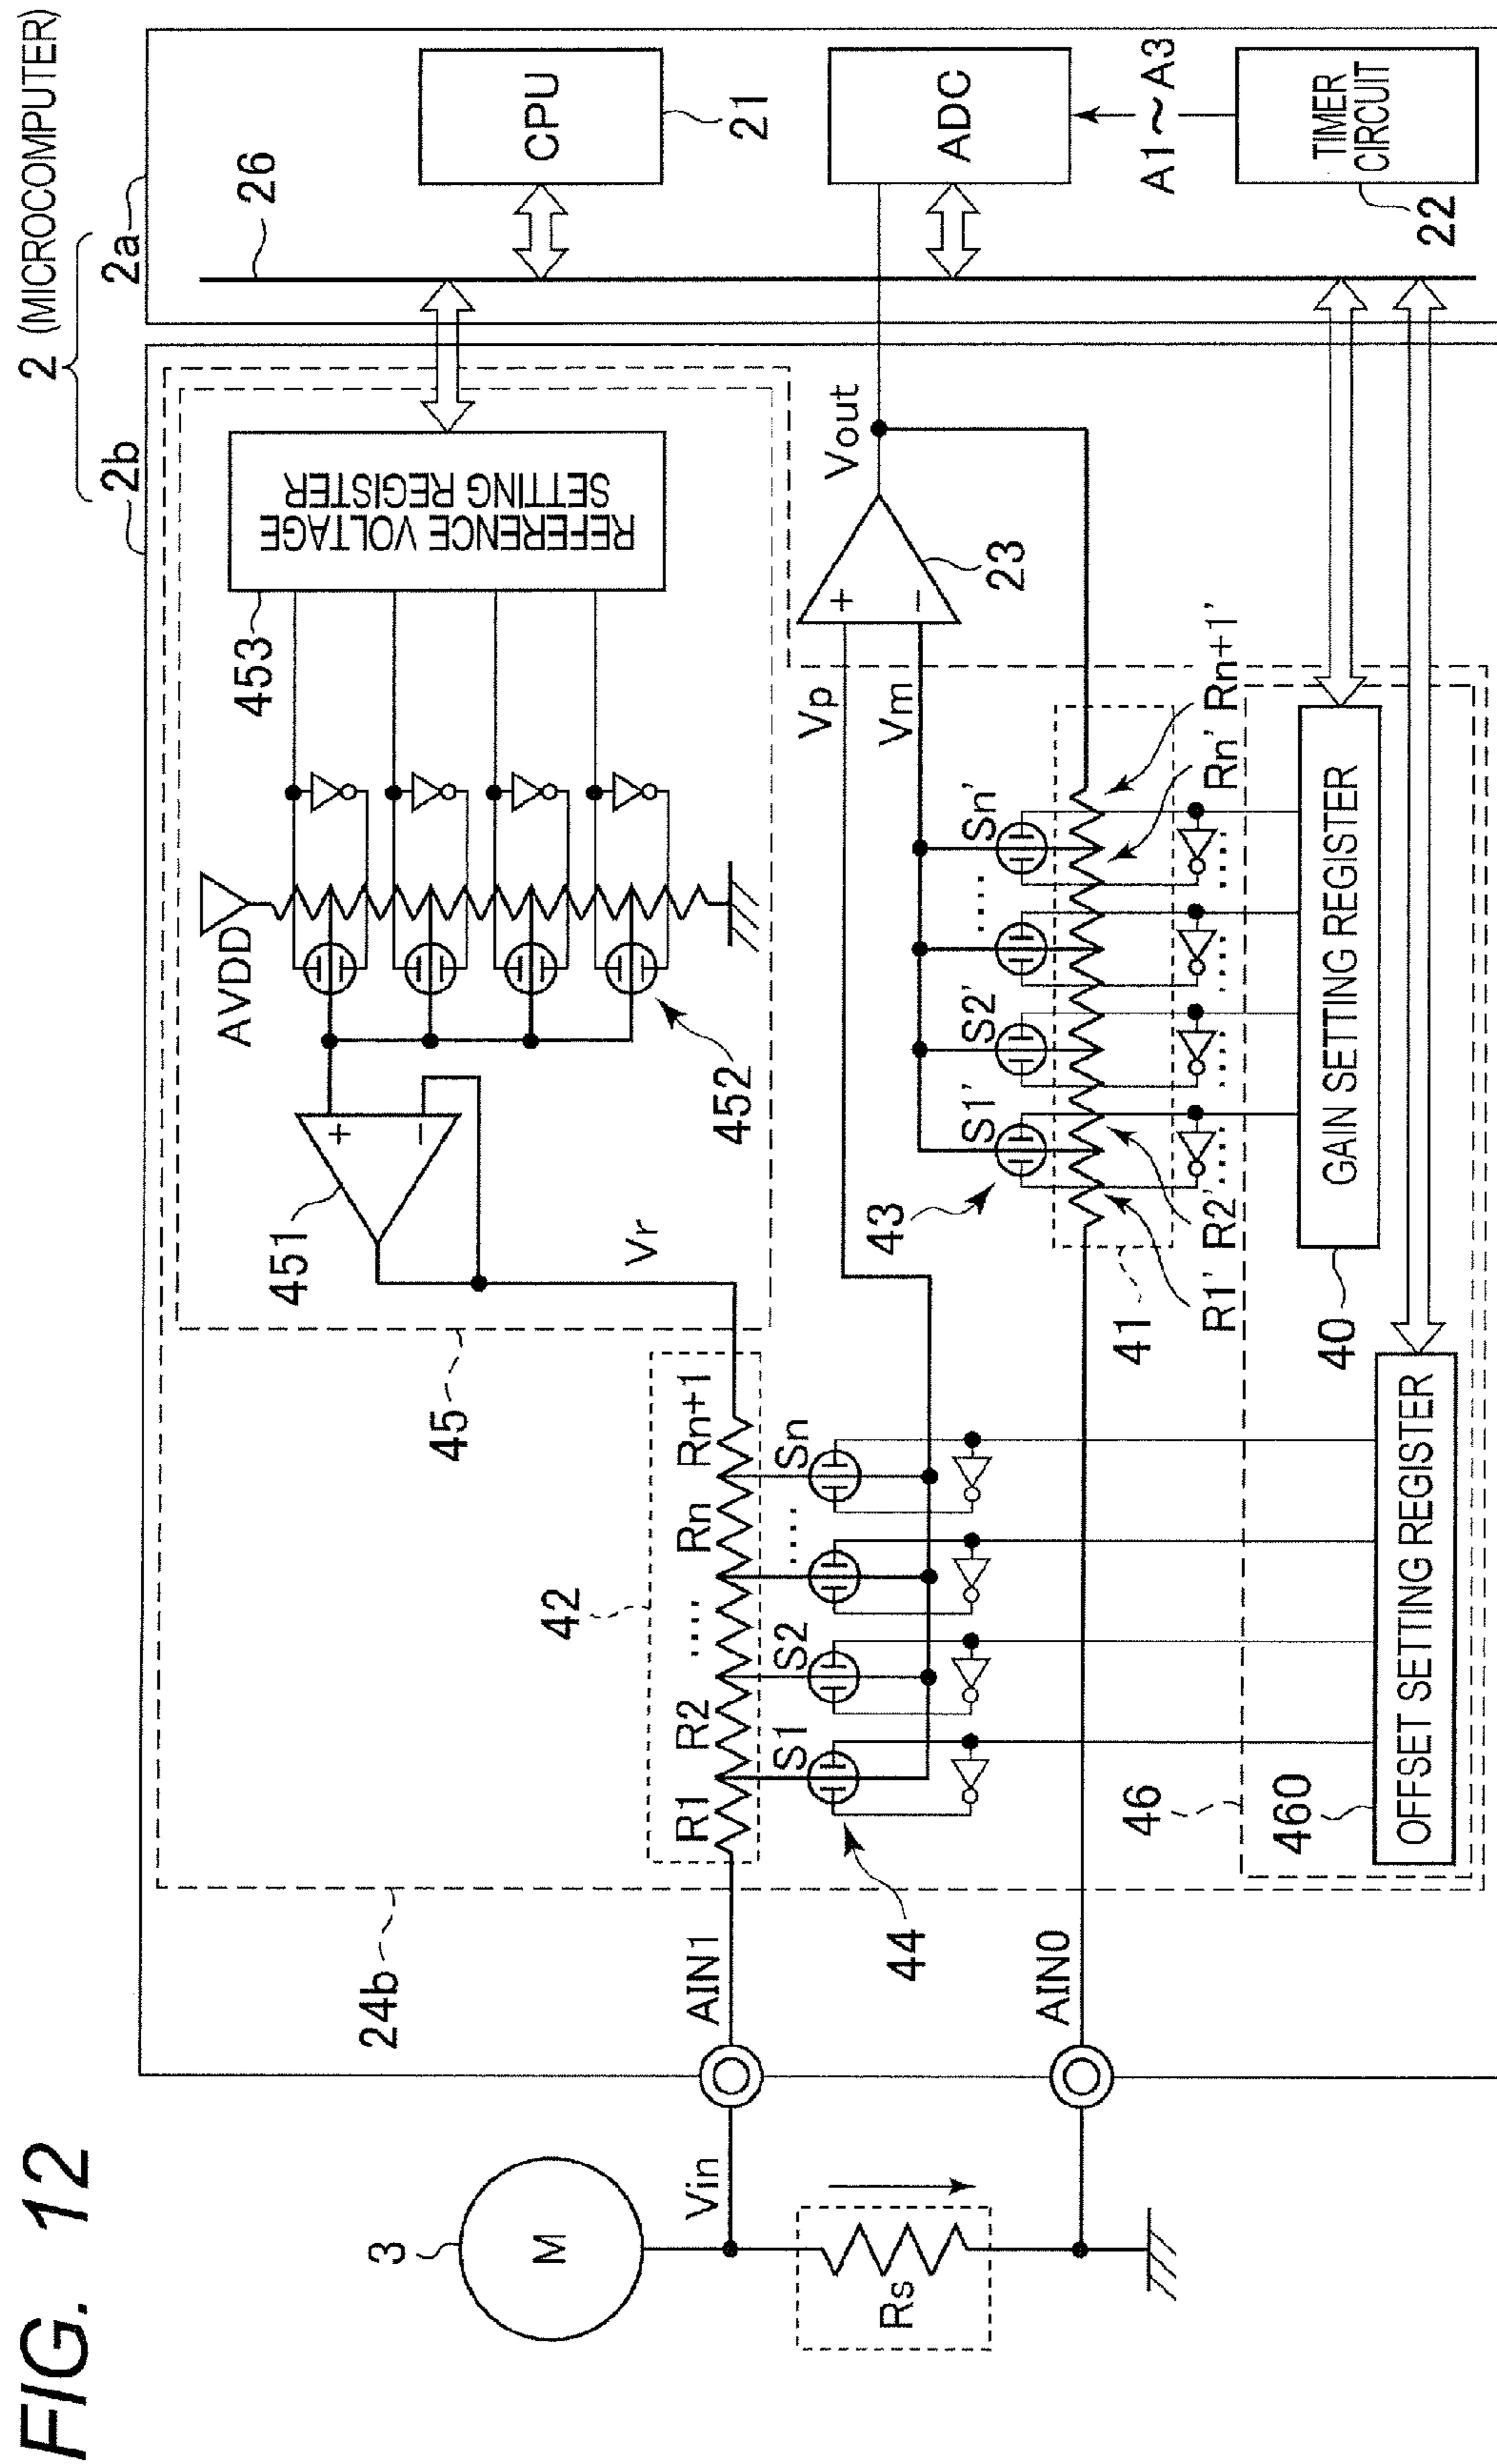 FIG. 12
2 (MICROCOMPUTER)
2b
2a
24b
45
451
AVDD
452
453
REFERENCE VOLTAGE
SETTING REGISTER
26
CPU
21
3
M
Vin
Rs
AIN1
AIN0
42
R1
R2
....
Rn
Rn+1
Vr
S1
S2
....
Sn
44
Vp
Vm
+
−
+
−
23
Vout
ADC
A1~A3
TIMER
CIRCUIT
22
43
S1'
S2'
....
Sn'
41
R1'
R2'
Rn'
Rn+1'
....
....
....
....
46
460
OFFSET SETTING REGISTER
40
GAIN SETTING REGISTER